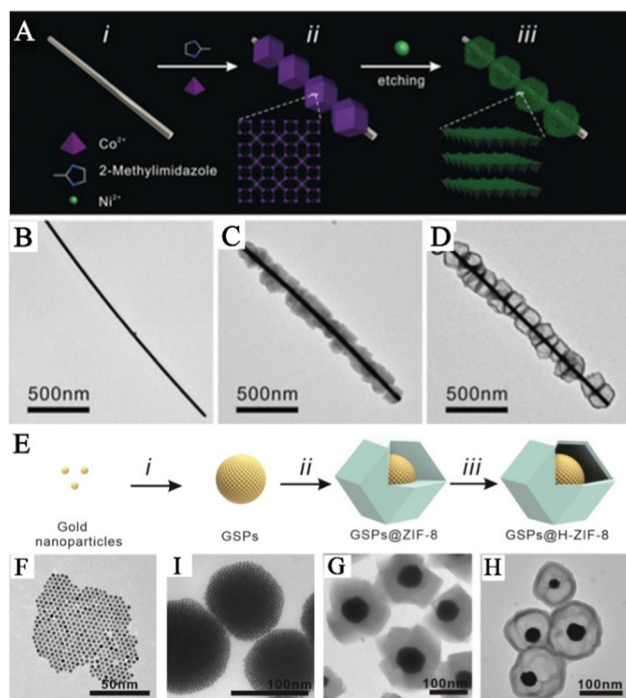 A
i
ii
iii
etching
Co²⁺
2-Methylimidazole
Ni²⁺
B
C
D
500nm
500nm
500nm
E
i
ii
iii
Gold
nanoparticles
GSPs
GSPs@ZIF-8
GSPs@H-ZIF-8
F
I
G
H
50nm
100nm
100nm
100nm